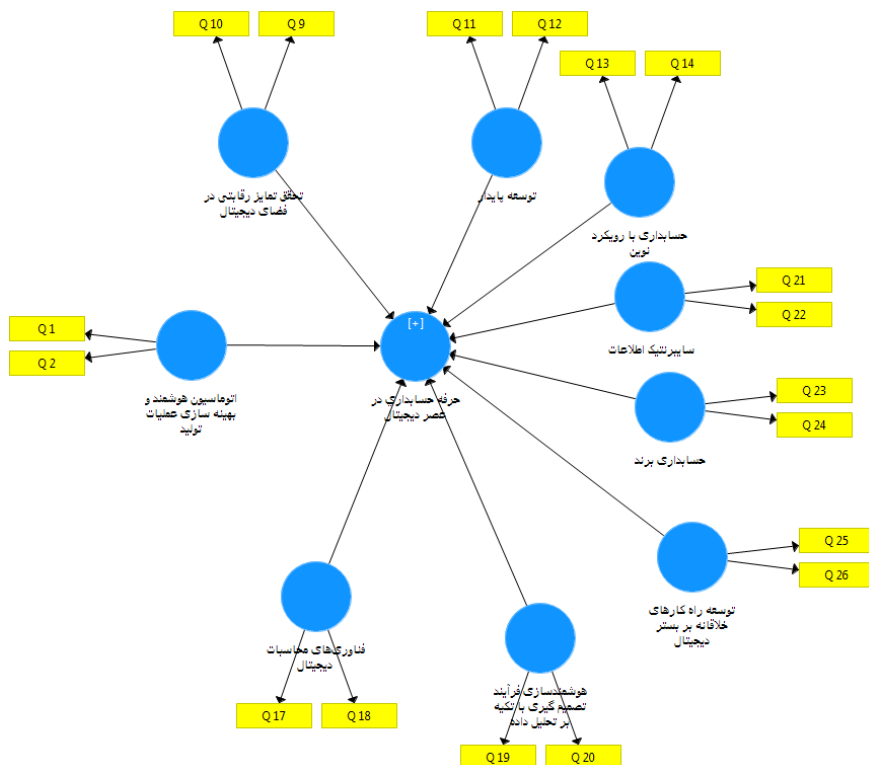 Q 10
Q 9
Q 11
Q 12
Q 13
Q 14
تحقق تمایز رقابتی در
فضای دیجیتال
توسعه پایدار
حسابداری با رویکرد
نوین
Q 21
Q 22
[+]
سایبرنتیک اطلاعات
Q 1
Q 2
اتوماسیون هوشمند و
بهینه سازی عملیات
تولید
حرفه حسابداری در
عصر دیجیتال
Q 23
Q 24
حسابداری برند
Q 25
Q 26
توسعه راه کارهای
خلاقانه بر بستر
دیجیتال
فناوری‌های محاسبات
دیجیتال
هوشمندسازی فرآیند
تصمیم گیری با تکیه
بر تحلیل داده
Q 17
Q 18
Q 19
Q 20